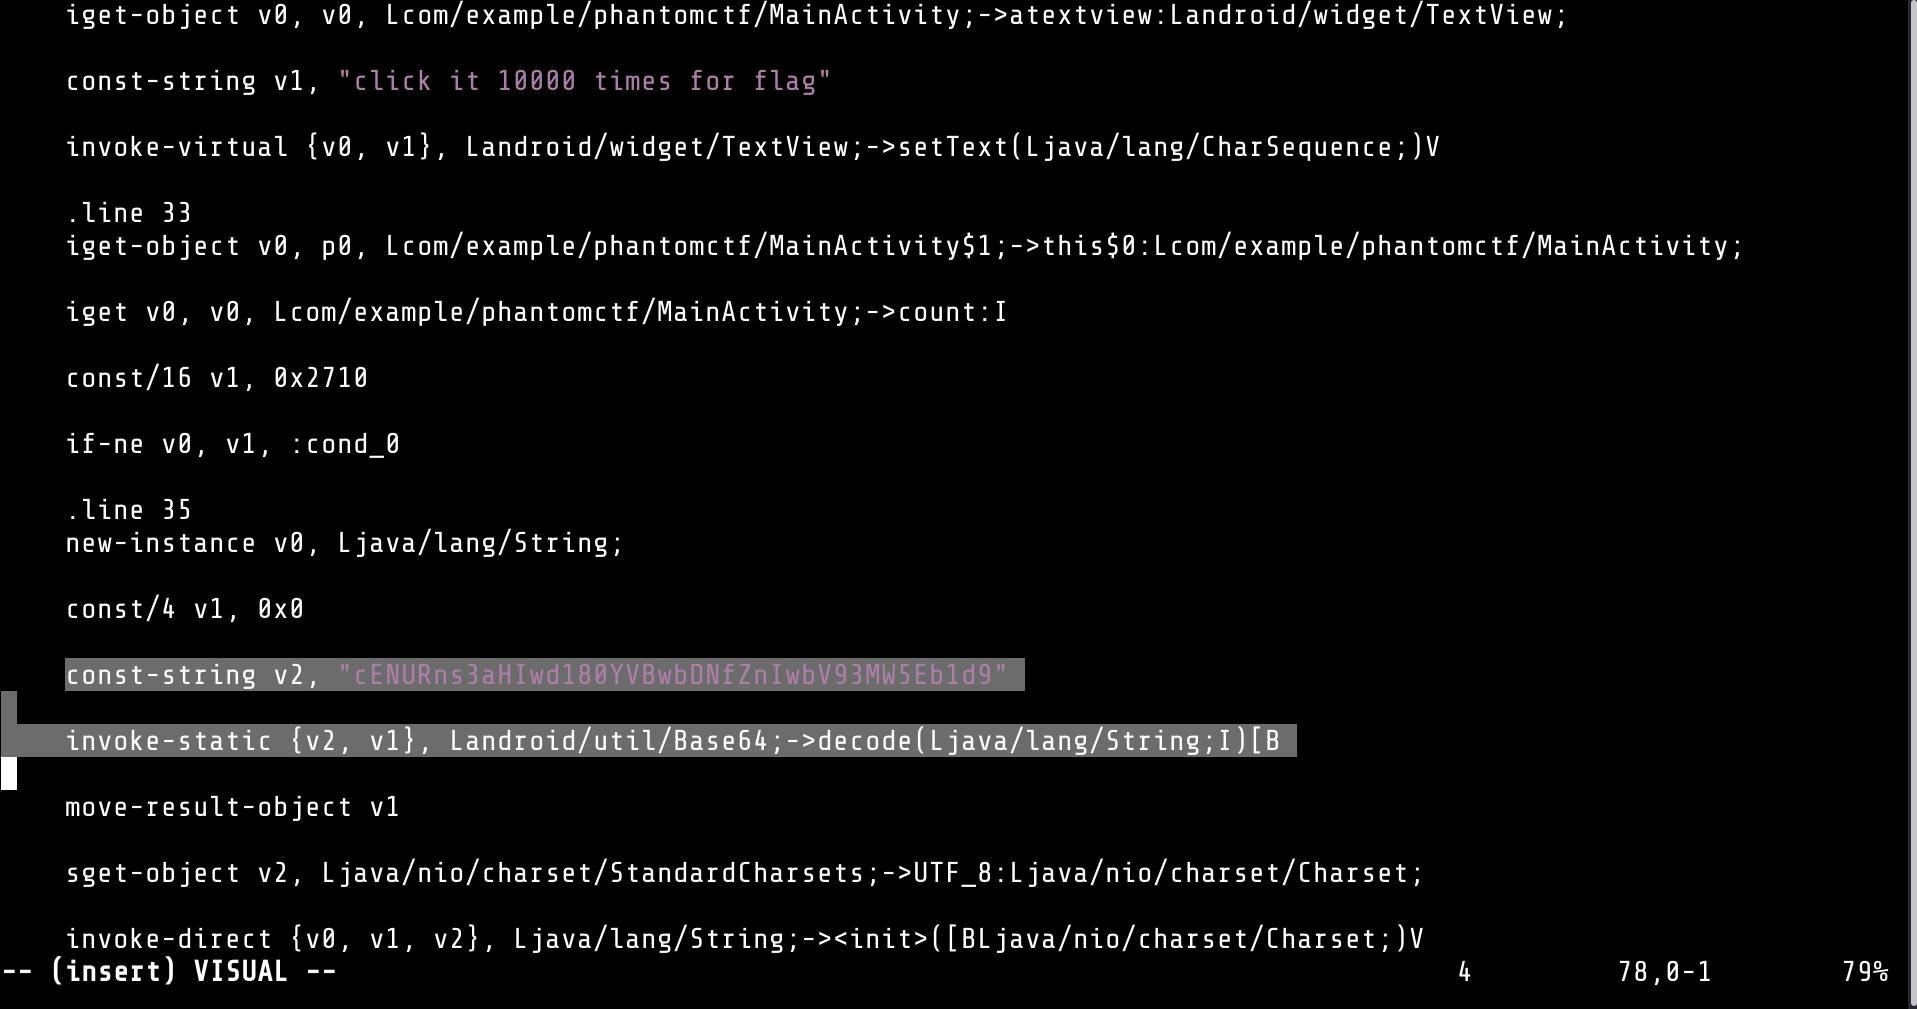 iget-object v0, v0, Lcom/example/phantomctf/MainActivity;->atextview:Landroid/widget/TextView;
const-string v1, "click it 10000 times for flag"
invoke-virtual {v0, v1}, Landroid/widget/TextView;->setText(Ljava/lang/CharSequence;)V
.line 33
iget-object v0, p0, Lcom/example/phantomctf/MainActivity$1;->this$0:Lcom/example/phantomctf/MainActivity;
iget v0, v0, Lcom/example/phantomctf/MainActivity;->count:I
const/16 v1, 0x2710
if-ne v0, v1, :cond_0
.line 35
new-instance v0, Ljava/lang/String;
const/4 v1, 0x0
const-string v2, "cENURns3aHIwd180YVBwbDNfZnIwbV93MW5Eb1d9"
invoke-static {v2, v1}, Landroid/util/Base64;->decode(Ljava/lang/String;I)[B
move-result-object v1
sget-object v2, Ljava/nio/charset/StandardCharsets;->UTF_8:Ljava/nio/charset/Charset;
invoke-direct {v0, v1, v2}, Ljava/lang/String;-><init>([BLjava/nio/charset/Charset;)V
-- (insert) VISUAL -- 4 78,0-1 79%